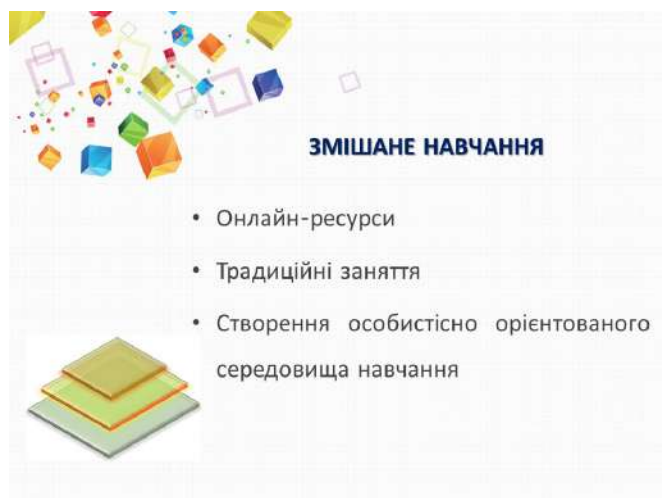 ЗМІШАНЕ НАВЧАННЯ
• Онлайн-ресурси
• Традиційні заняття
• Створення особистісно орієнтованого
середовища навчання